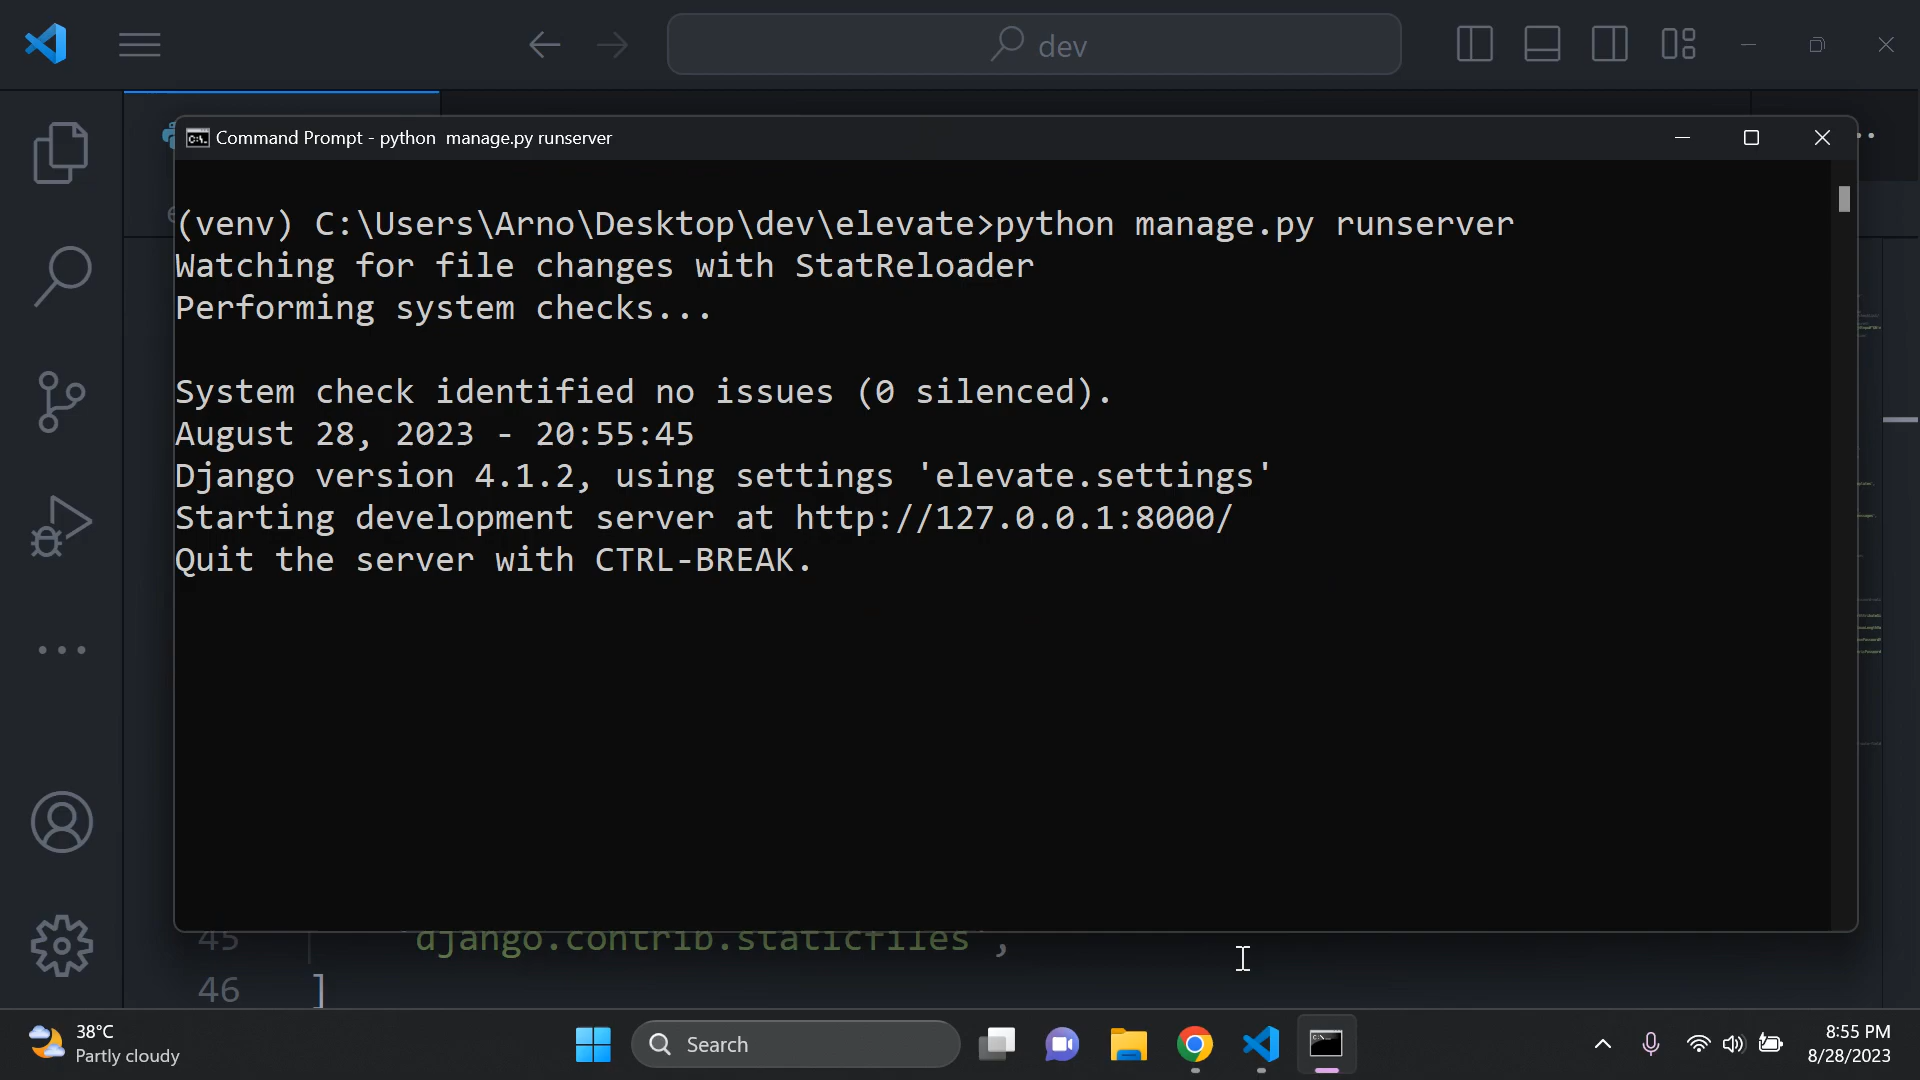 dev
Command Prompt - python  manage.py runserver
(venv) C:\Users\Arno\Desktop\dev\elevate>python manage.py runserver
Watching for file changes with StatReloader
Performing system checks...
System check identified no issues (0 silenced).
August 28, 2023 - 20:55:45
Django version 4.1.2, using settings 'elevate.settings'
Starting development server at http://127.0.0.1:8000/
Quit the server with CTRL-BREAK.
45 'django.contrib.staticfiles',
46 ]
38°C
Partly cloudy
Search
8:55 PM
8/28/2023